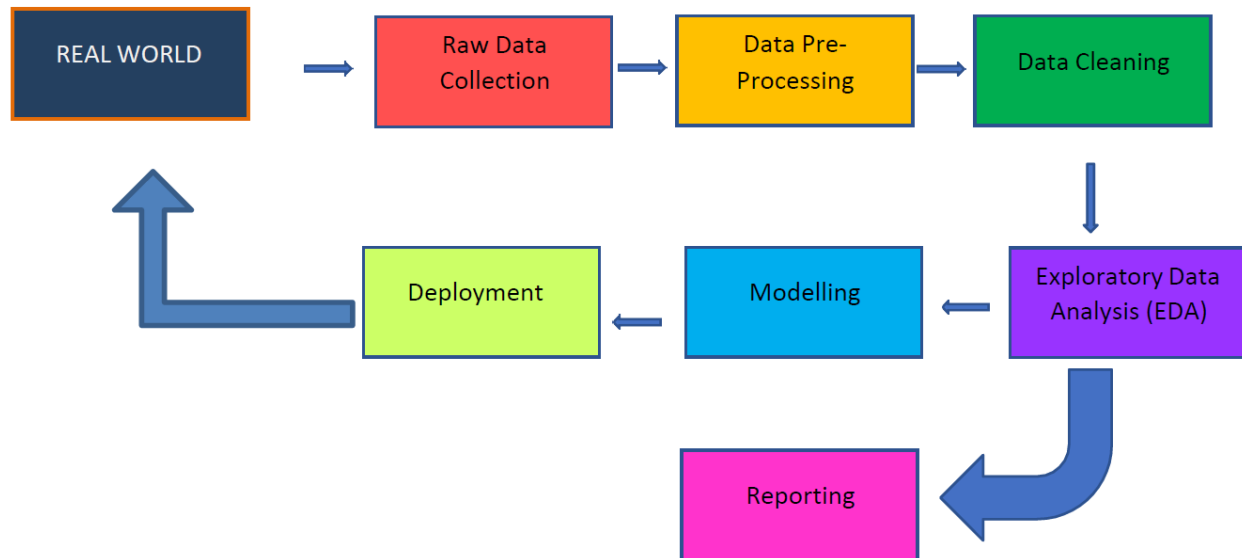 REAL WORLD
Raw Data
Collection
Data Pre-
Processing
Data Cleaning
Exploratory Data
Analysis (EDA)
Modelling
Deployment
Reporting